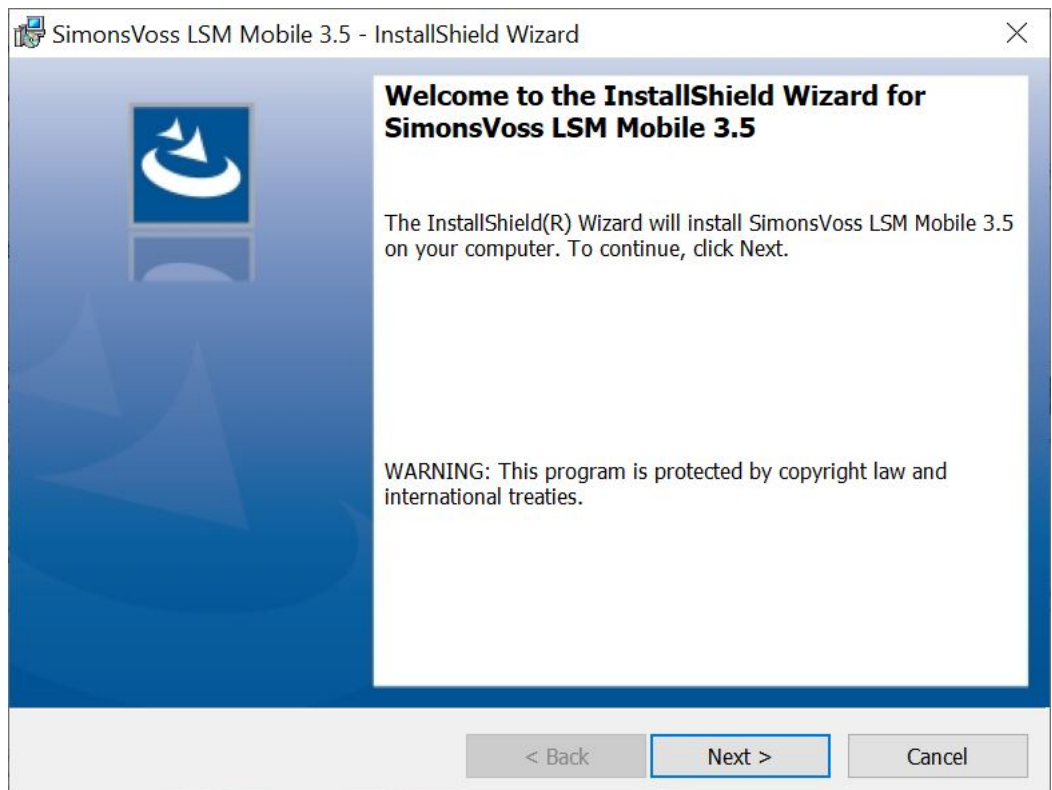 SimonsVoss LSM Mobile 3.5 - InstallShield Wizard
Welcome to the InstallShield Wizard for
SimonsVoss LSM Mobile 3.5
The InstallShield(R) Wizard will install SimonsVoss LSM Mobile 3.5
on your computer. To continue, click Next.
WARNING: This program is protected by copyright law and
international treaties.
< Back
Next >
Cancel